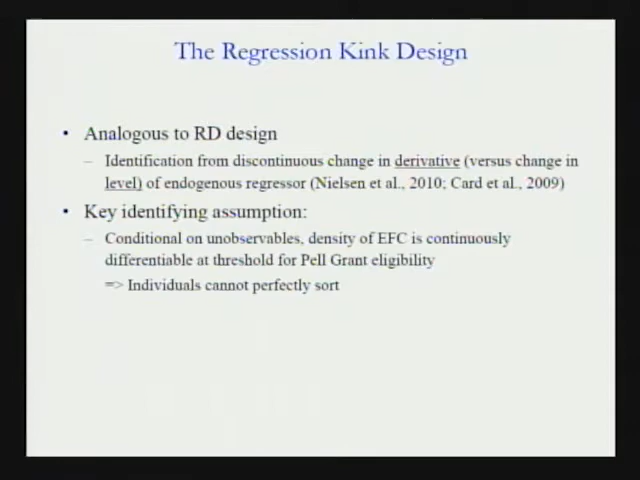 The Regression Kink Design
• Analogous to RD design
– Identification from discontinuous change in derivative (versus change in
level) of endogenous regressor (Nielsen et al., 2010; Card et al., 2009)
• Key identifying assumption:
– Conditional on unobservables, density of EFC is continuously
differentiable at threshold for Pell Grant eligibility
=> Individuals cannot perfectly sort